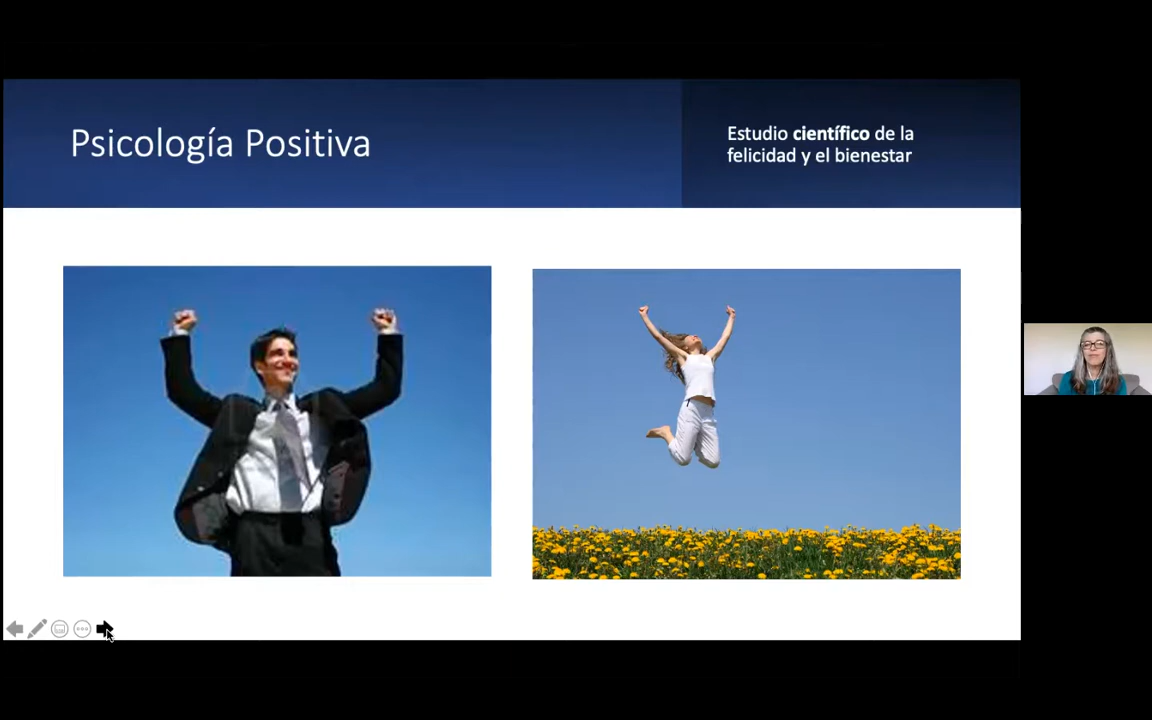 Psicología Positiva
Estudio científico de la
felicidad y el bienestar